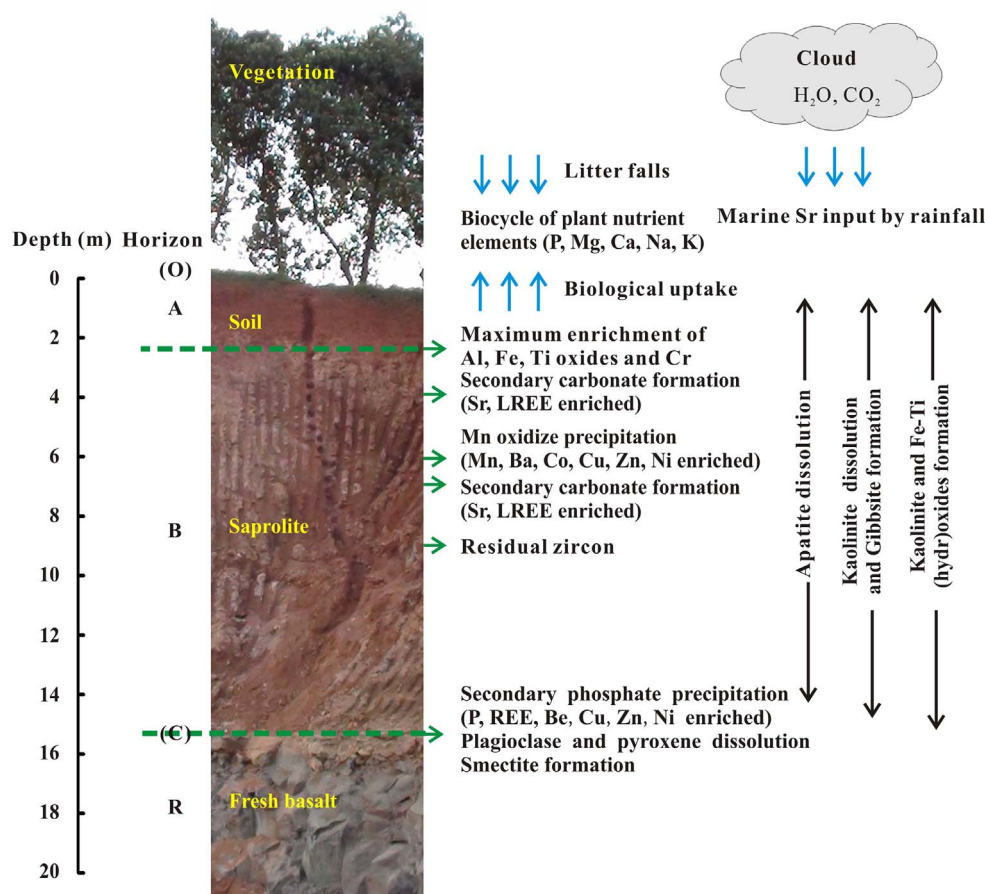 Vegetation
Cloud
H₂O, CO₂
Litter falls
Biocycle of plant nutrient
elements (P, Mg, Ca, Na, K)
Marine Sr input by rainfall
Biological uptake
Depth (m) Horizon
0
2
4
6
8
10
12
14
16
18
20
(O)
A
B
(C)
R
Soil
Saprolite
Fresh basalt
Maximum enrichment of
Al, Fe, Ti oxides and Cr
Secondary carbonate formation
(Sr, LREE enriched)
Mn oxidize precipitation
(Mn, Ba, Co, Cu, Zn, Ni enriched)
Secondary carbonate formation
(Sr, LREE enriched)
Residual zircon
Secondary phosphate precipitation
(P, REE, Be, Cu, Zn, Ni enriched)
Plagioclase and pyroxene dissolution
Smectite formation
Apatite dissolution
Kaolinite dissolution
and Gibbsite formation
Kaolinite and Fe-Ti
(hydr)oxides formation